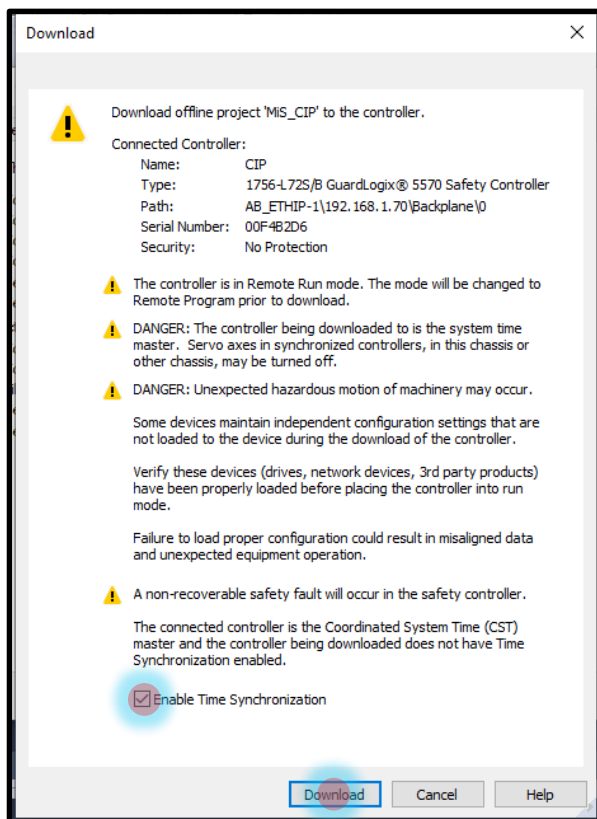 Download
Download offline project 'MiS_CIP' to the controller.
Connected Controller:
Name: CIP
Type: 1756-L72S/B GuardLogix® 5570 Safety Controller
Path: AB_ETHIP-1\192.168.1.70\Backplane\0
Serial Number: 00F4B2D6
Security: No Protection
The controller is in Remote Run mode. The mode will be changed to
Remote Program prior to download.
DANGER: The controller being downloaded to is the system time
master. Servo axes in synchronized controllers, in this chassis or
other chassis, may be turned off.
DANGER: Unexpected hazardous motion of machinery may occur.
Some devices maintain independent configuration settings that are
not loaded to the device during the download of the controller.
Verify these devices (drives, network devices, 3rd party products)
have been properly loaded before placing the controller into run
mode.
Failure to load proper configuration could result in misaligned data
and unexpected equipment operation.
A non-recoverable safety fault will occur in the safety controller.
The connected controller is the Coordinated System Time (CST)
master and the controller being downloaded does not have Time
Synchronization enabled.
Enable Time Synchronization
Download Cancel Help